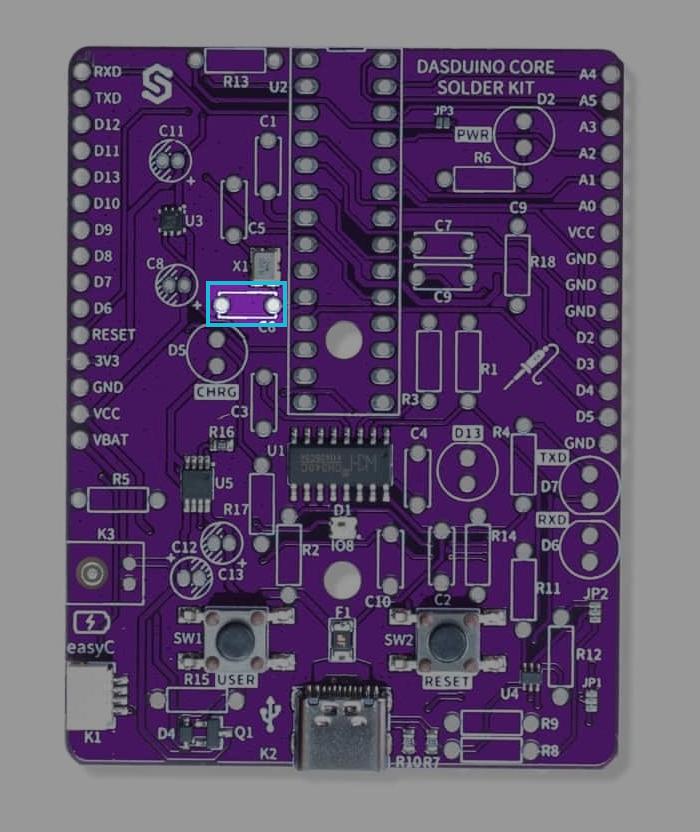 RXD
TXD
D12
D11
D13
D10
D9
D8
D7
D6
RESET
3V3
GND
VCC
VBAT
R13
U2
C11
C1
U3
C5
C8
X1
C6
D5
CHRG
C3
R16
U1
U5
R17
R5
K3
C12
C13
R2
D1
IO8
C10
C2
R14
C4
D13
R4
TXD
D7
RXD
D6
R11
JP2
R12
JP1
U4
DASDUINO CORE
SOLDER KIT
JP3
D2
PWR
R6
C7
C9
C9
R18
R3
R1
A4
A5
A3
A2
A1
A0
VCC
GND
GND
GND
D2
D3
D4
D5
GND
easyC
K1
SW1
USER
F1
SW2
RESET
R15
D4
Q1
K2
R10
R7
R9
R8